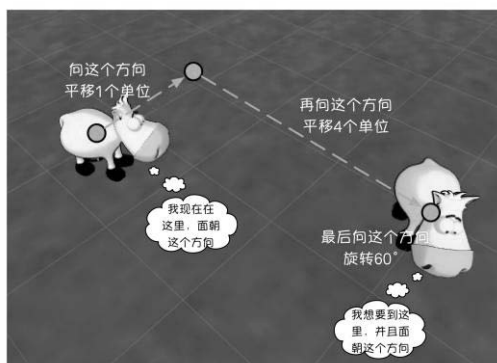 向这个方向
平移1个单位
再向这个方向
平移4个单位
我现在在
这里，面朝
这个方向
最后向这个方向
旋转60°
我想要到这
里，并且面
朝这个方向